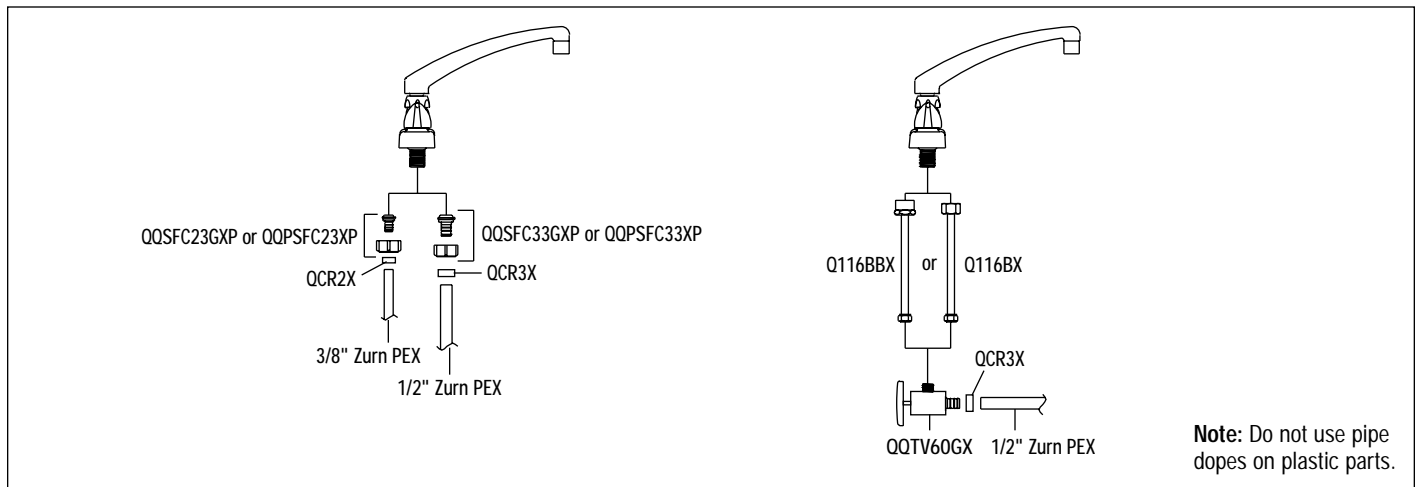 QQSFC23GXP or QQPSFC23XP
QCR2X
3/8" Zurn PEX
QQSFC33GXP or QQPSFC33XP
QCR3X
1/2" Zurn PEX
Q116BBX or Q116BX
QCR3X
QQTV60GX
1/2" Zurn PEX
Note: Do not use pipe
dopes on plastic parts.